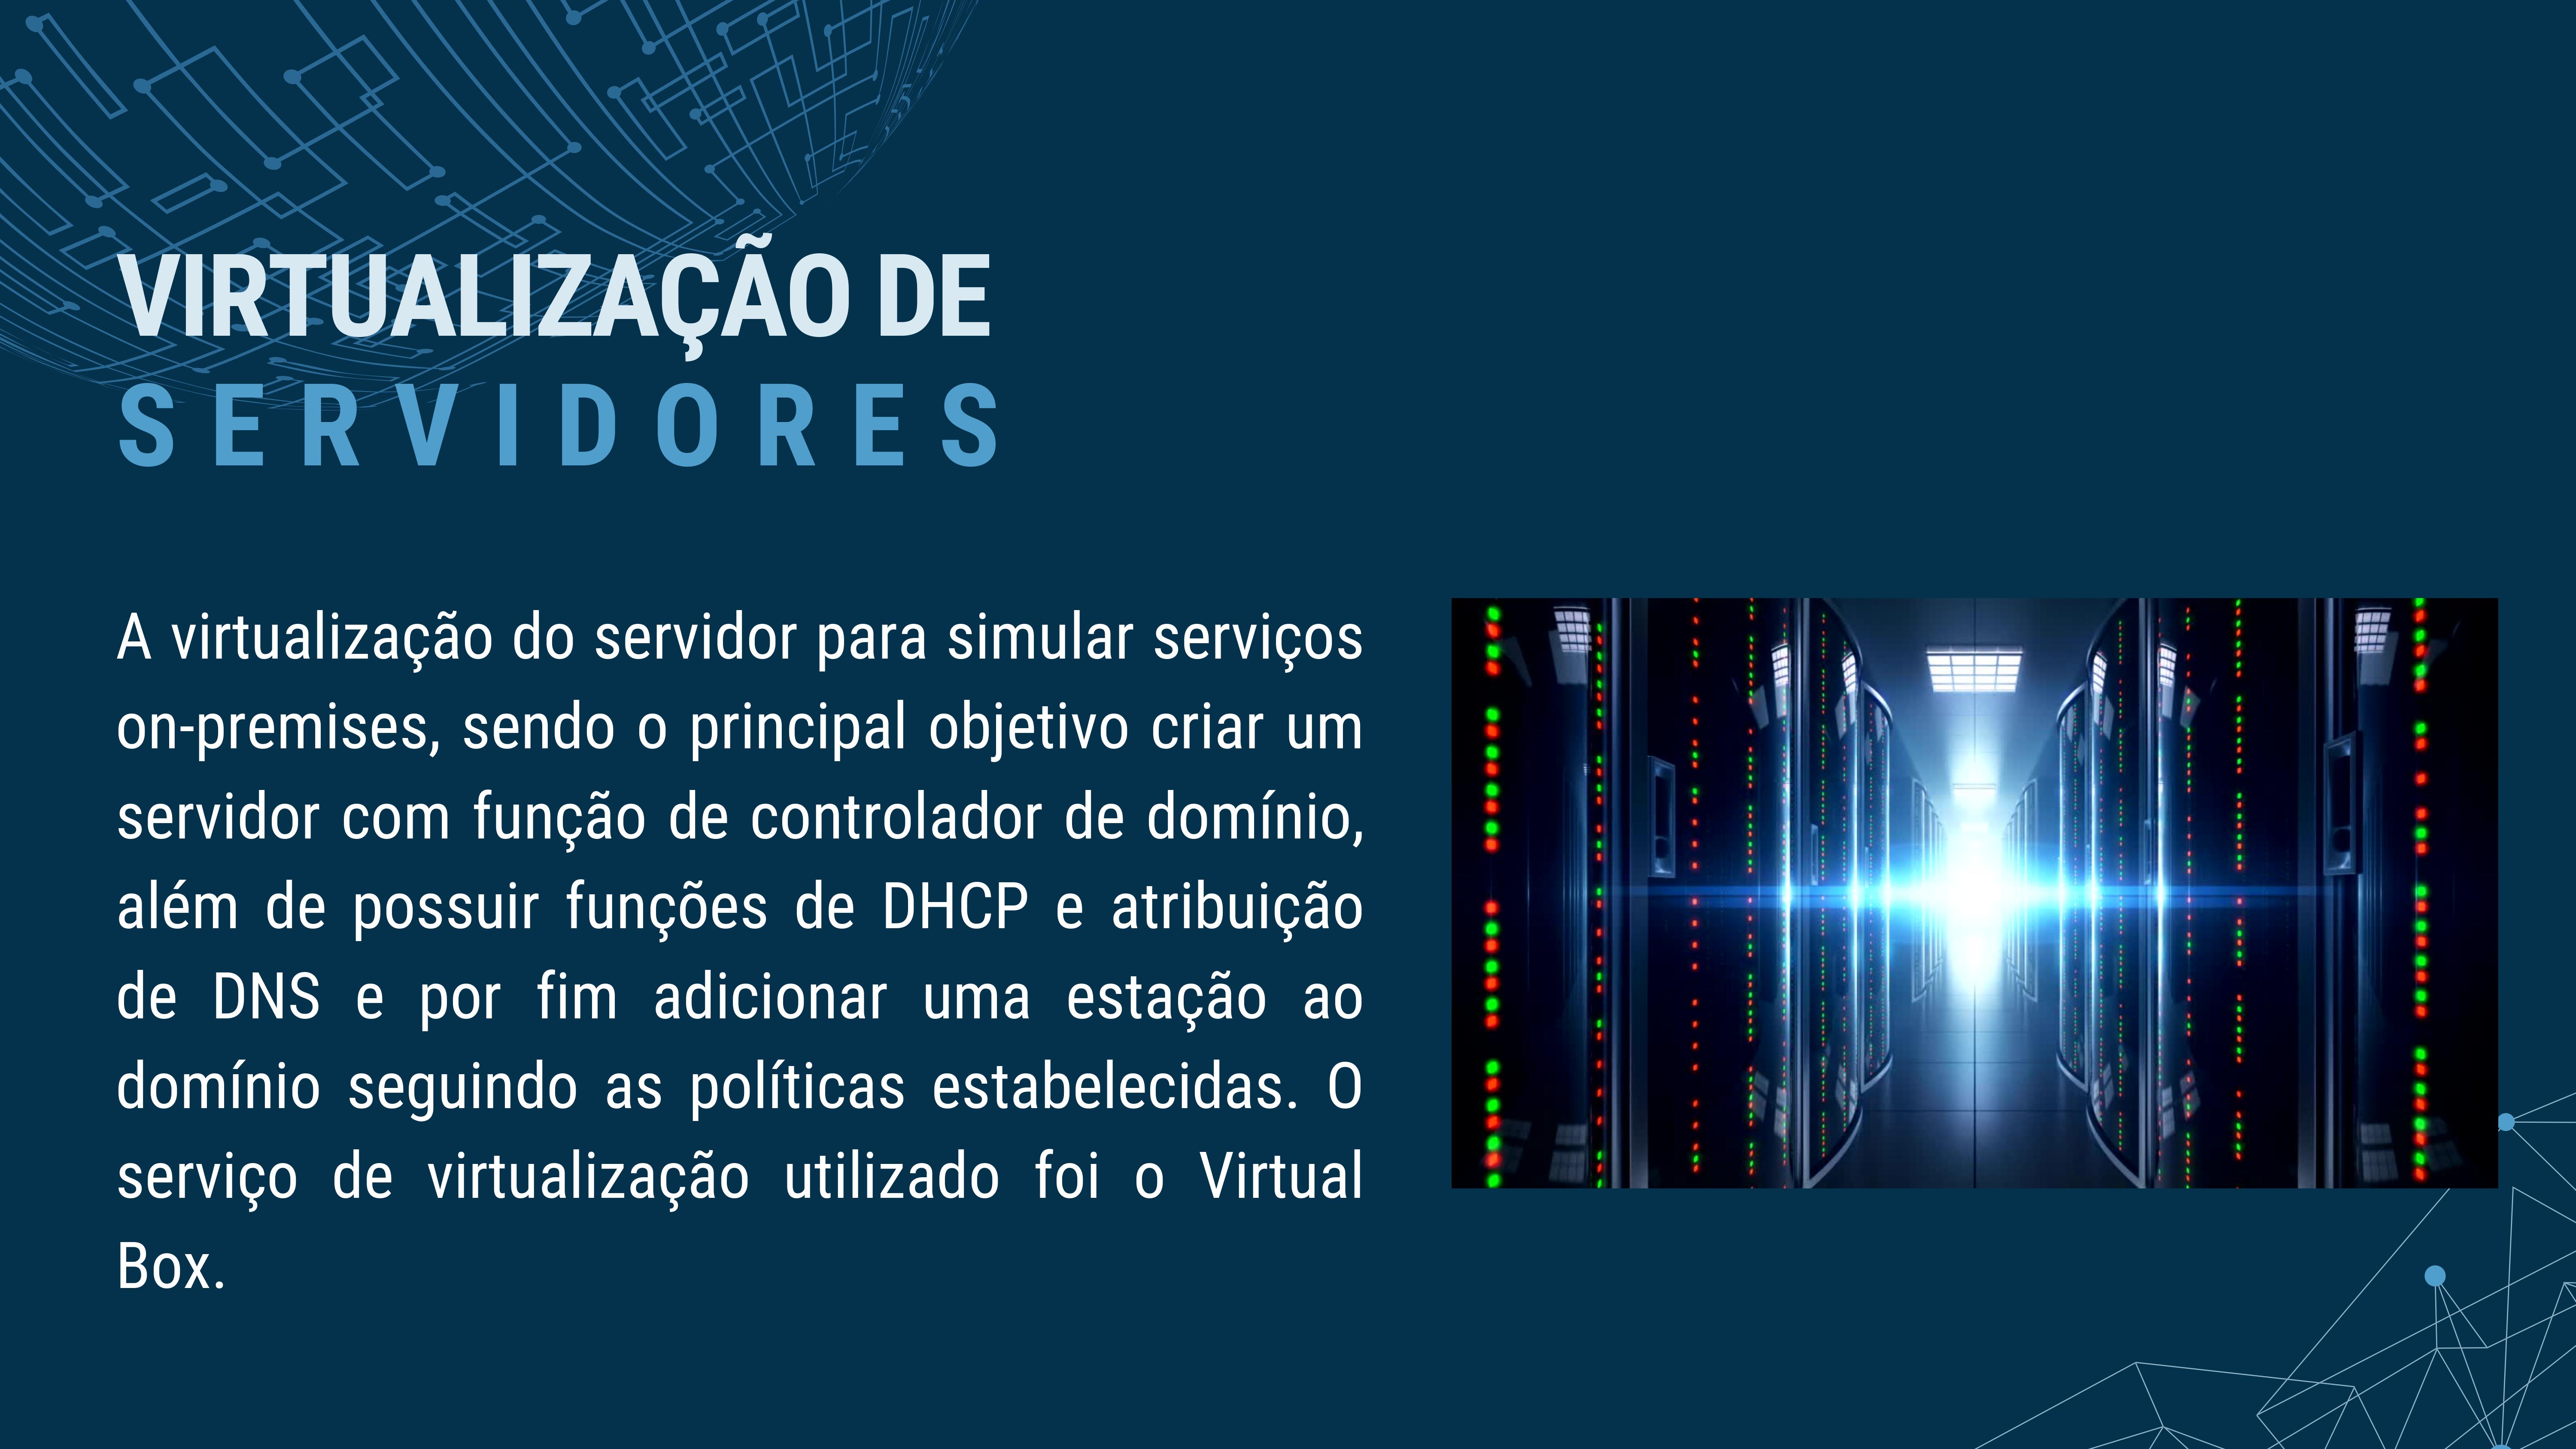 VIRTUALIZAÇÃO DE
SERVIDORES
A virtualização do servidor para simular serviços
on-premises, sendo o principal objetivo criar um
servidor com função de controlador de domínio,
além de possuir funções de DHCP e atribuição
de DNS e por fim adicionar uma estação ao
domínio seguindo as políticas estabelecidas. O
serviço de virtualização utilizado foi o Virtual
Box.